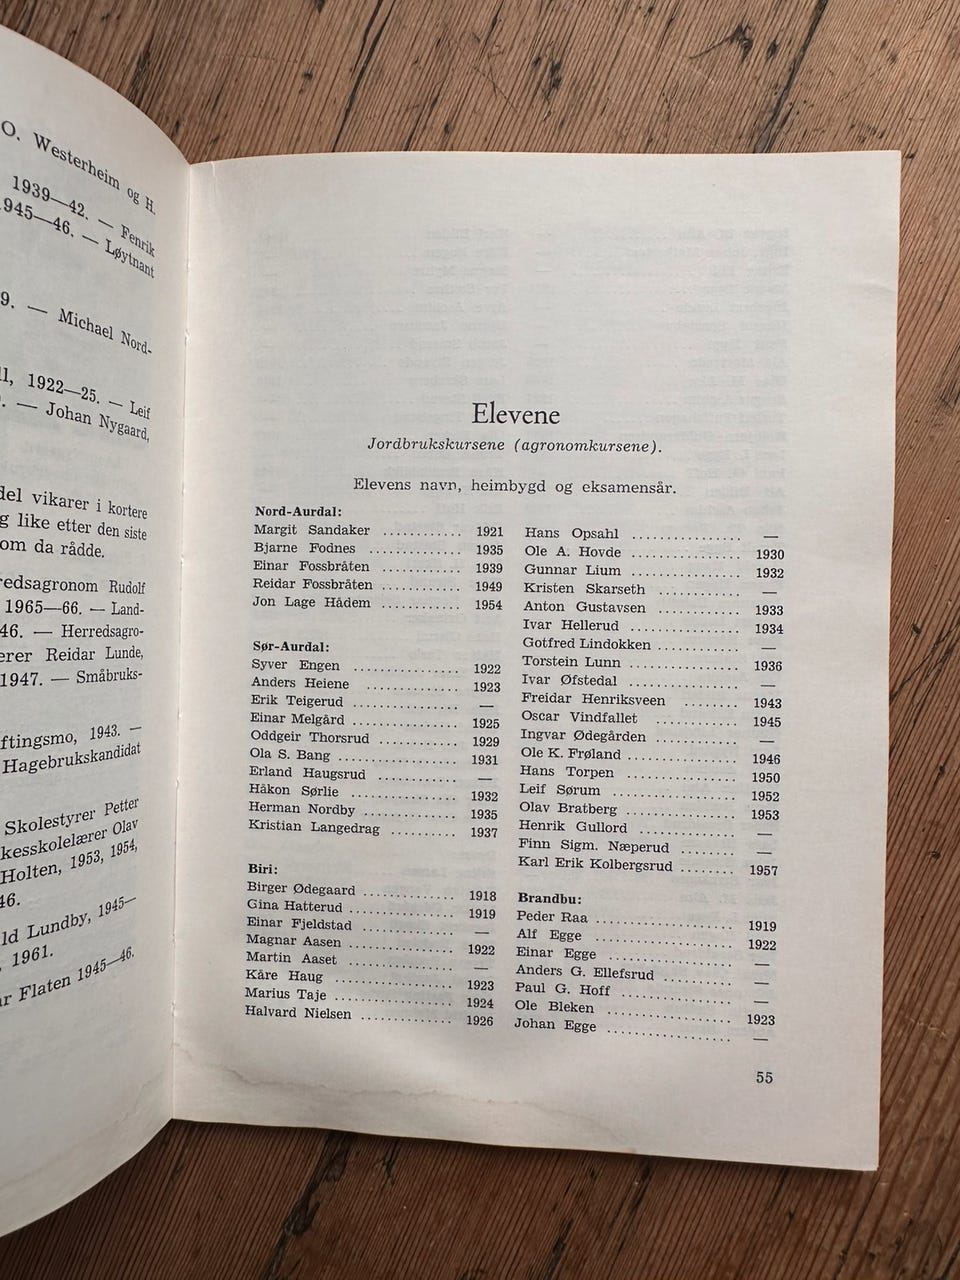 O. Westerheim og H.
1939—42. — Fenrik
1945—46. — Løytnant
9. — Michael Nord-
1922—25. — Leif
— Johan Nygaard,
del vikarer i kortere
like etter den siste
om da rådde.
redsagronom Rudolf
1965—66. — Land-
46. — Herredsagro-
Reidar Lunde,
1947. — Småbruks-
ftingsmo, 1943. —
Hagebrukskandidat
Skolestyrer Petter
kesskolelærer Olav
Holten, 1953, 1954,
46.
ld Lundby, 1945—
1961.
Flaten 1945—46.
Elevene
Jordbrukskursene (agronomkursene).
Elevens navn, heimbygd og eksamensår.
Nord-Aurdal:
Margit Sandaker ........... 1921
Bjarne Fodnes ............ 1935
Einar Fossbråten ........... 1939
Reidar Fossbråten ........... 1949
Jon Lage Hådem ........... 1954
Sør-Aurdal:
Syver Engen ............... 1922
Anders Heiene ............. 1923
Erik Teigerud .............. —
Einar Melgård .............. 1925
Oddgeir Thorsrud ........... 1929
Ola S. Bang ................ 1931
Erland Haugsrud ........... —
Håkon Sørlie .............. 1932
Herman Nordby ............. 1935
Kristian Langedrag ......... 1937
Biri:
Birger Ødegaard ............. 1918
Gina Hatterud .............. 1919
Einar Fjeldstad ............ —
Magnar Aasen .............. 1922
Martin Aaset ............... —
Kåre Haug ................. 1923
Marius Taje ................ 1924
Halvard Nielsen ............. 1926
Hans Opsahl ............... —
Ole A. Hovde ............... 1930
Gunnar Lium ............... 1932
Kristen Skarseth ........... —
Anton Gustavsen ............ 1933
Ivar Hellerud ............... 1934
Gotfred Lindokken ........... —
Torstein Lunn .............. 1936
Ivar Øfstedal ............... —
Freidar Henriksveen ........ 1943
Oscar Vindfallet ............ 1945
Ingvar Ødegården ........... —
Ole K. Frøland .............. 1946
Hans Torpen ............... 1950
Leif Sørum ................. 1952
Olav Bratberg .............. 1953
Henrik Gullord ............. —
Finn Sigm. Næperud ........ —
Karl Erik Kolbergsrud ........ 1957
Brandbu:
Peder Raa .................. 1919
Alf Egge .................. 1922
Einar Egge ................. —
Anders G. Ellefsrud ......... —
Paul G. Hoff ............... —
Ole Bleken ................. 1923
Johan Egge ................. —
55